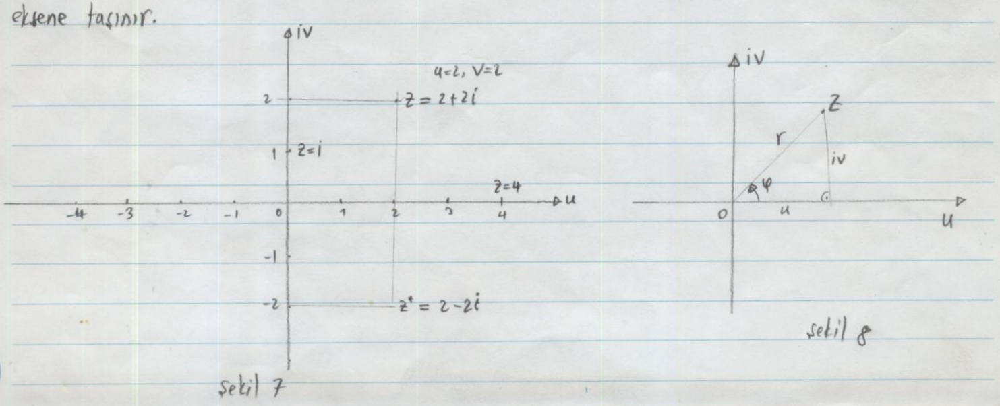 eksene taşınır.
iv
u=2, v=2
2
z = 2+2i
1
z=i
z=4
u
-4 -3 -2 -1 0 1 2 3 4
-1
-2
z* = 2-2i
şekil 7
iv
z
r
iv
φ
0
u
u
şekil 8